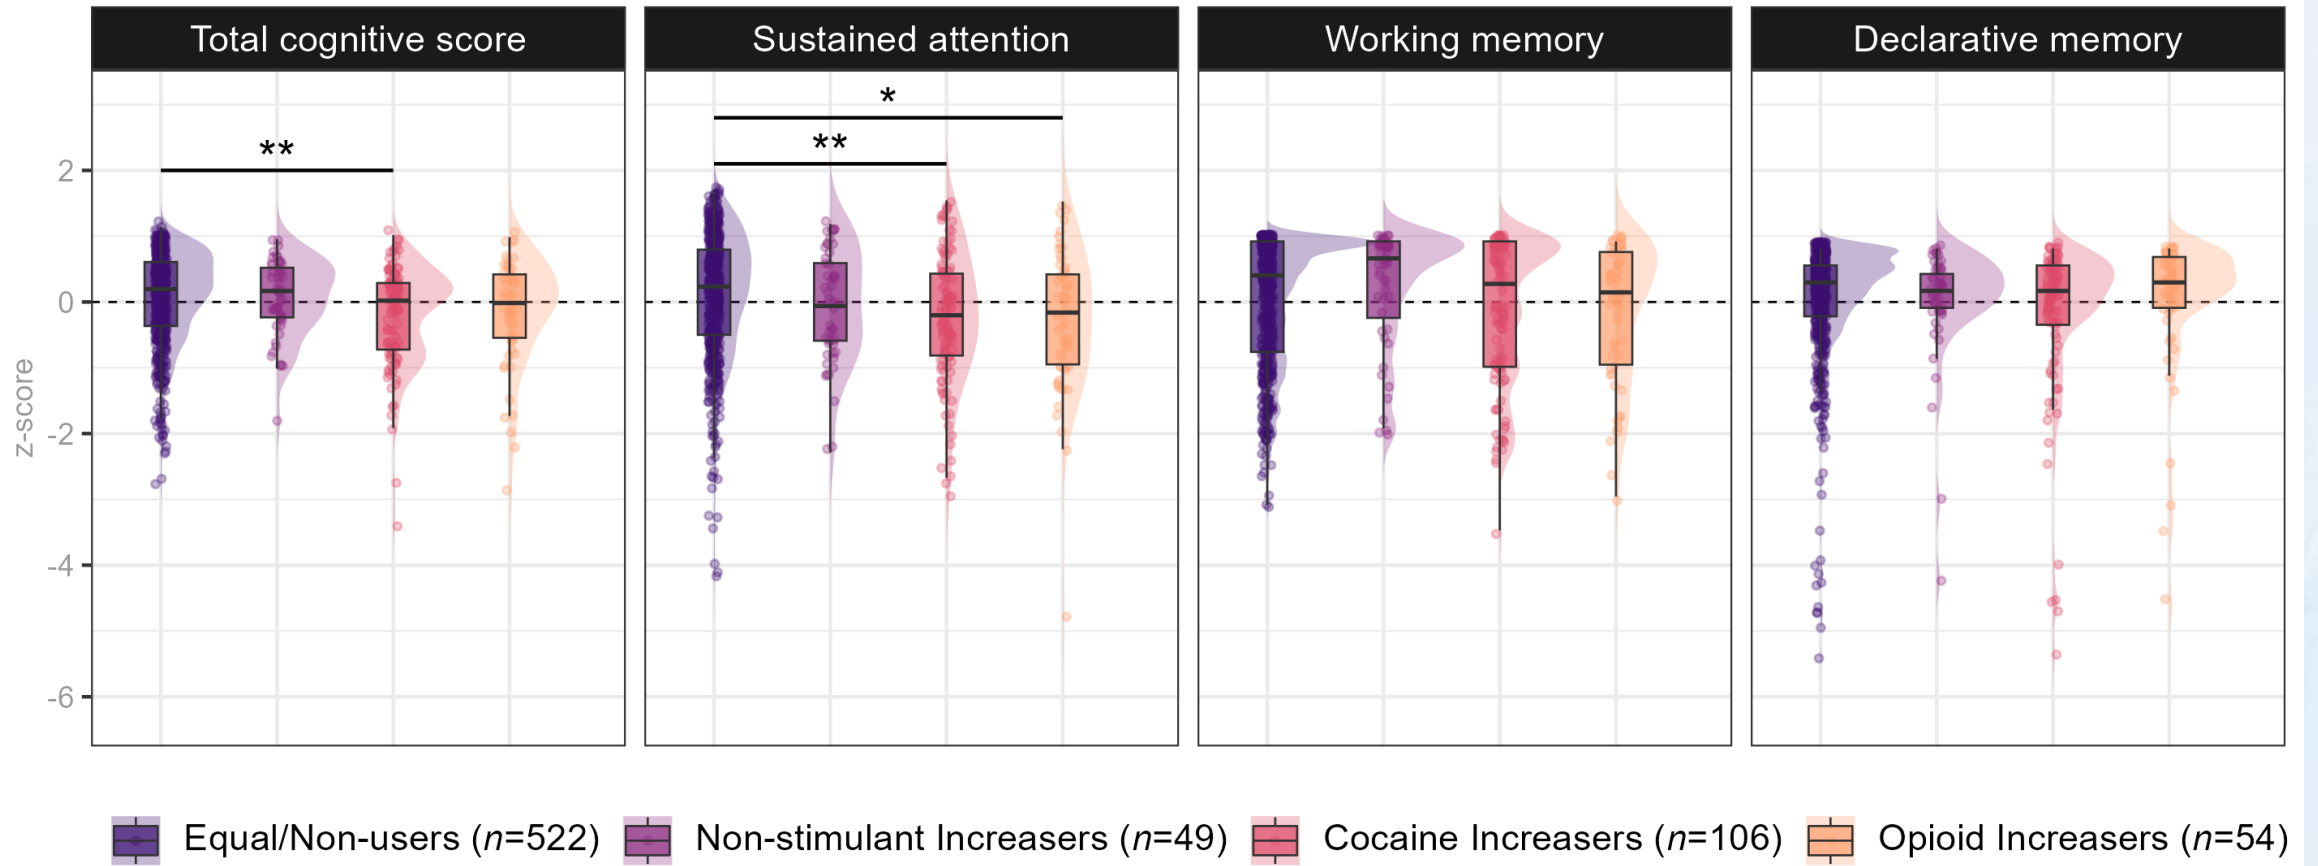 Total cognitive score
Sustained attention
Working memory
Declarative memory
*
**
**
2
0
-2
-4
-6
z-score
Equal/Non-users (n=522)
Non-stimulant Increasers (n=49)
Cocaine Increasers (n=106)
Opioid Increasers (n=54)